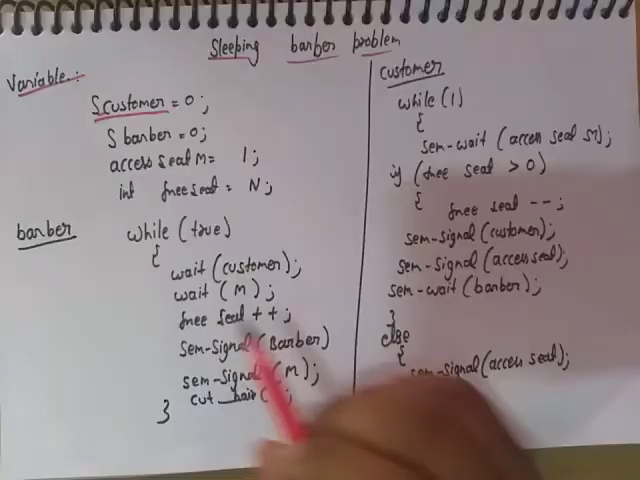 Sleeping barber problem
Variable:
Scustomer = 0;
Sbarber = 0;
access seat M = 1;
int free seat = N;
barber
while (true)
{
wait (customer);
wait (M);
free seat ++;
sem-signal (Barber)
sem-signal (M);
cut hair (
}
customer
while (1)
{
sem-wait (access seat M);
if (free seat > 0)
{
free seat --;
sem-signal (customer);
sem-signal (access seat);
sem-wait (barber);
}
else
{
sem-signal (access seat);